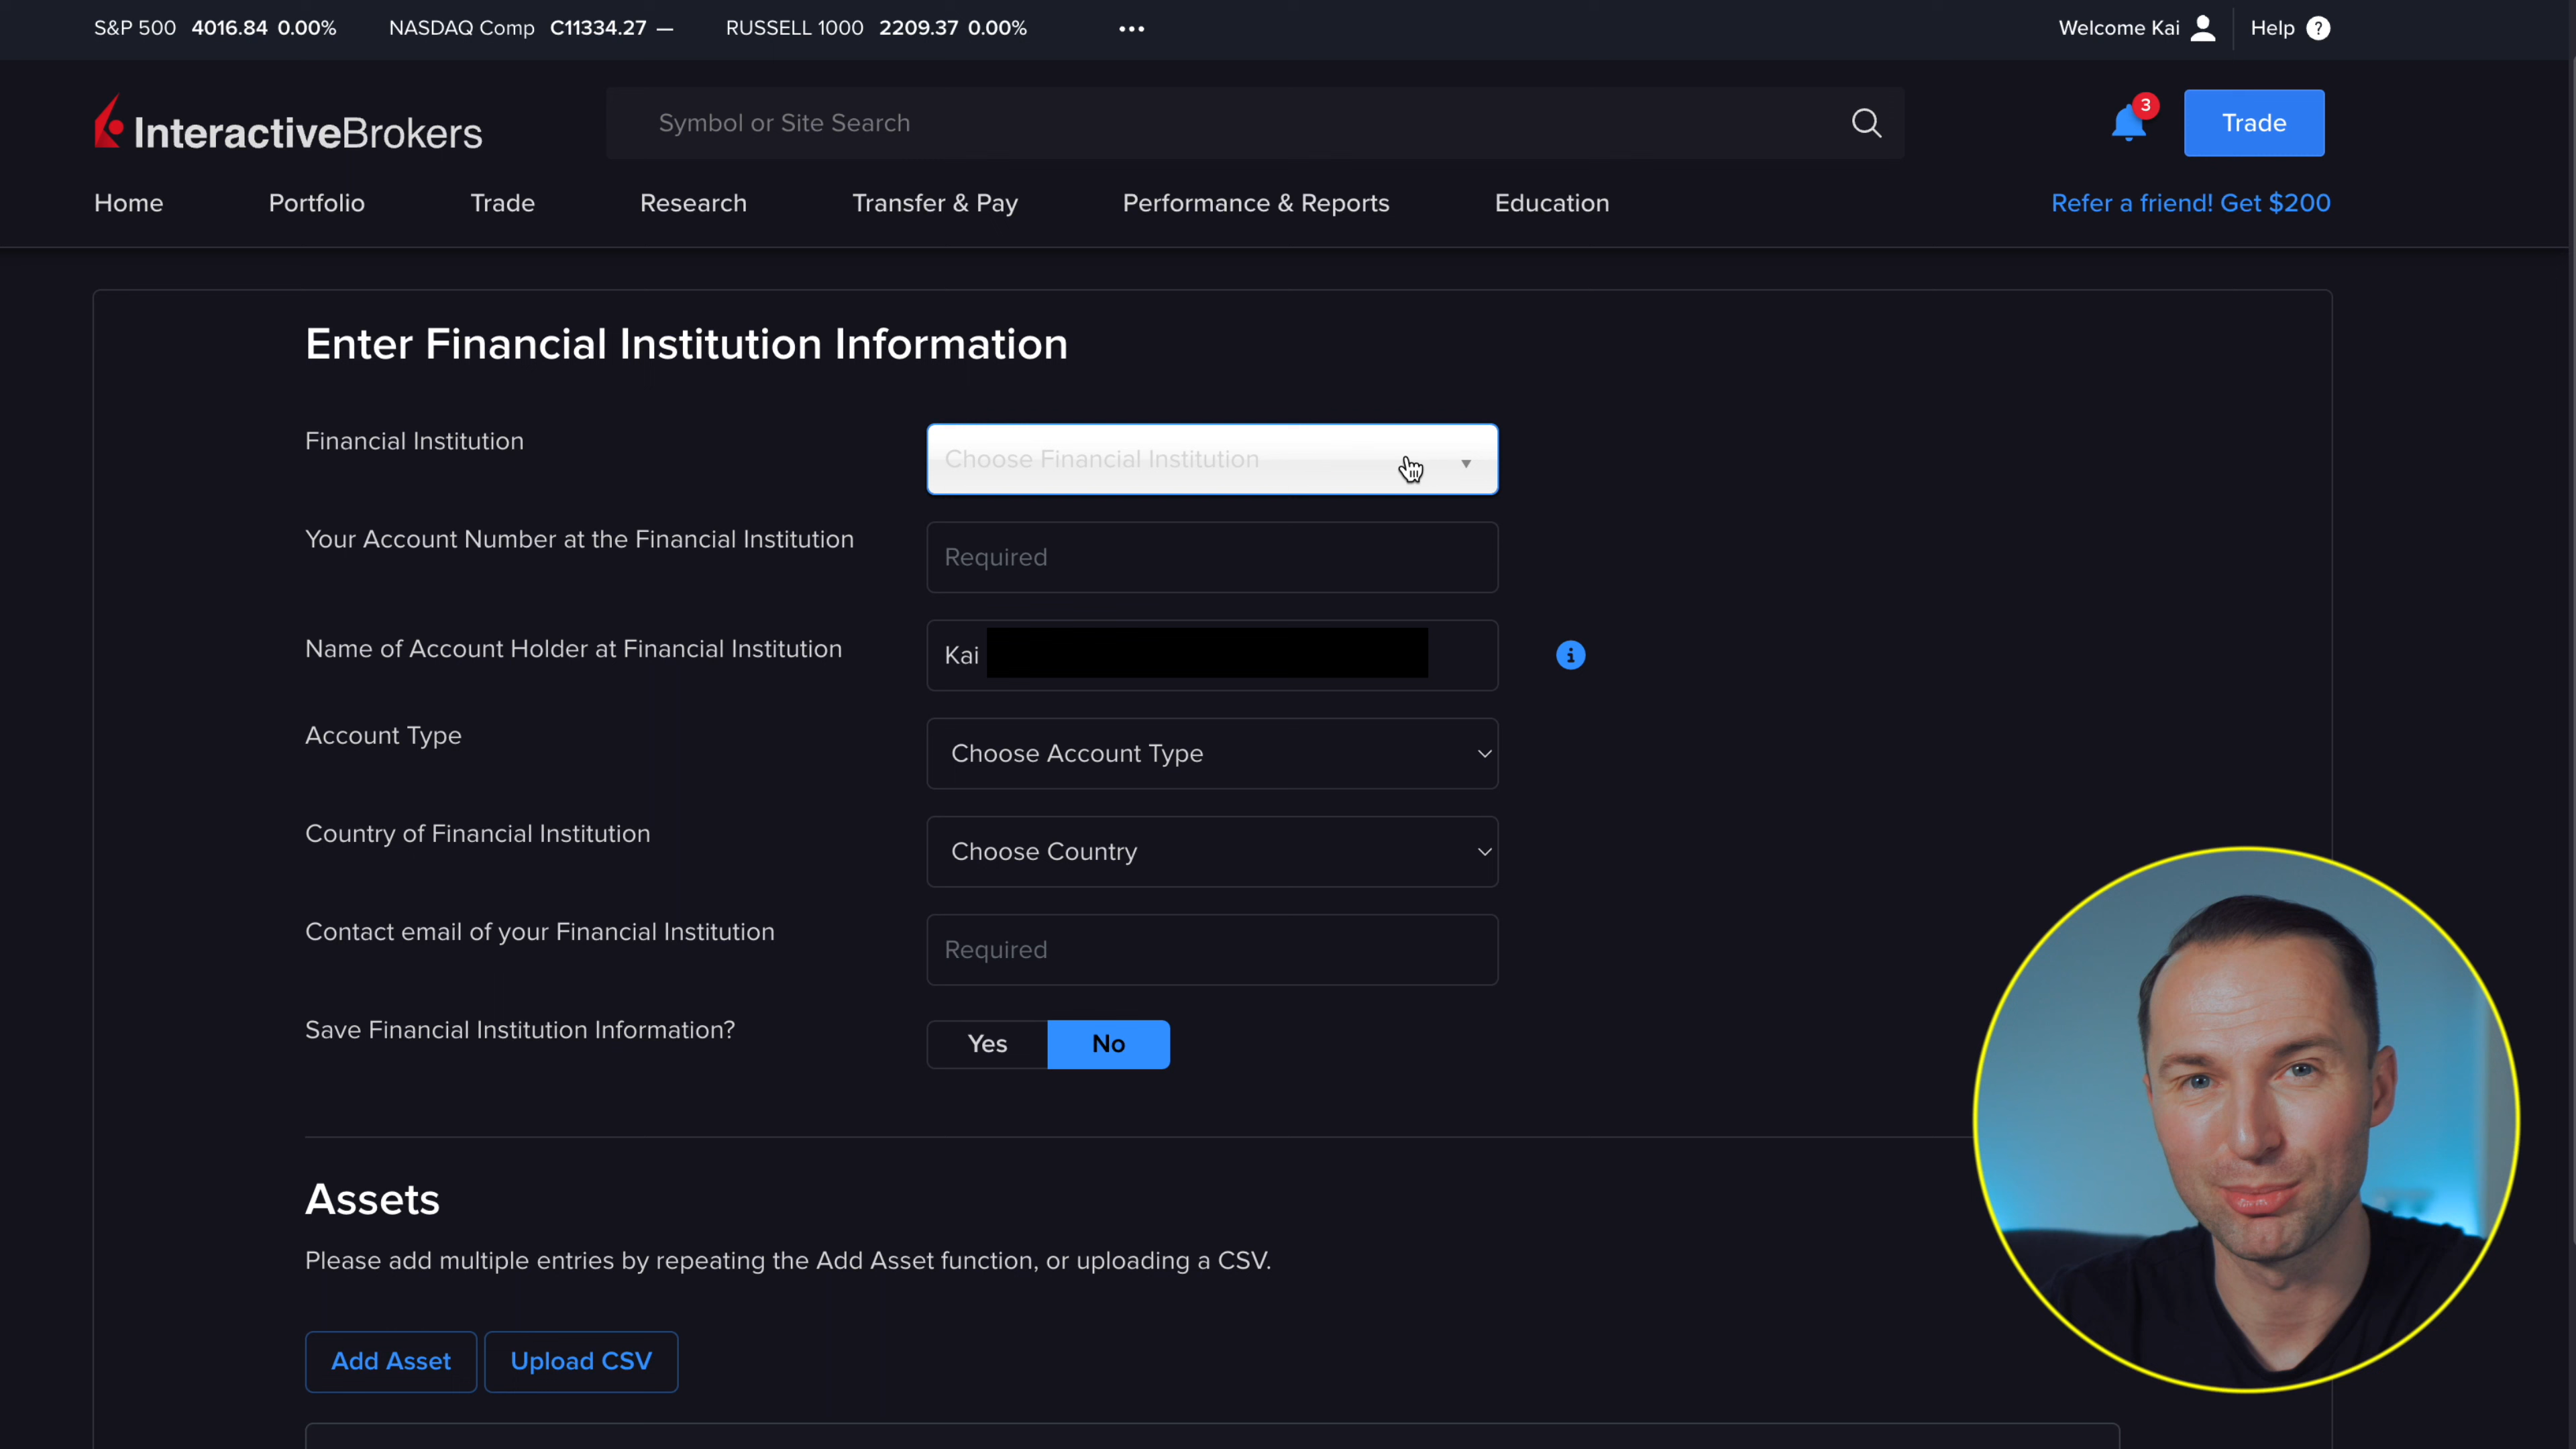 S&P 500 4016.84 0.00% NASDAQ Comp C11334.27 — RUSSELL 1000 2209.37 0.00% ••• Welcome Kai Help ?
InteractiveBrokers Symbol or Site Search 3 Trade
Home Portfolio Trade Research Transfer & Pay Performance & Reports Education Refer a friend! Get $200
Enter Financial Institution Information
Financial Institution Choose Financial Institution
Your Account Number at the Financial Institution Required
Name of Account Holder at Financial Institution Kai i
Account Type Choose Account Type
Country of Financial Institution Choose Country
Contact email of your Financial Institution Required
Save Financial Institution Information? Yes No
Assets
Please add multiple entries by repeating the Add Asset function, or uploading a CSV.
Add Asset Upload CSV